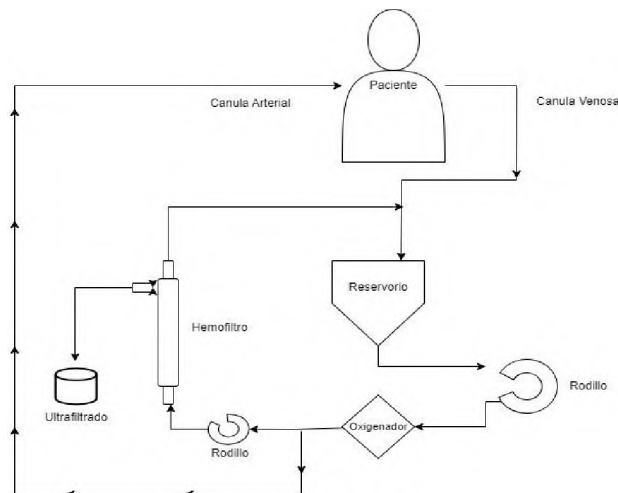 Paciente
Canula Arterial
Canula Venosa
Reservorio
Hemofiltro
Rodillo
Ultrafiltrado
Oxigenador
Rodillo